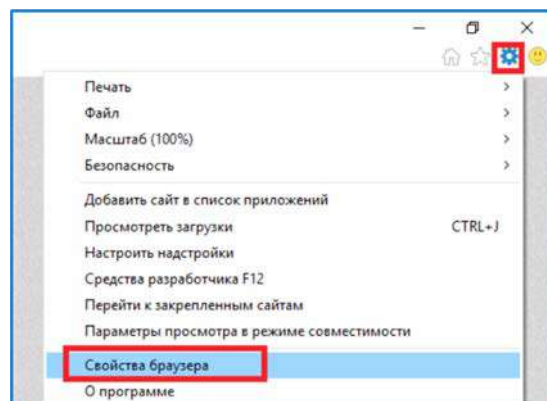 Печать
Файл
Масштаб (100%)
Безопасность
Добавить сайт в список приложений
Просмотреть загрузки CTRL+J
Настроить надстройки
Средства разработчика F12
Перейти к закрепленным сайтам
Параметры просмотра в режиме совместимости
Свойства браузера
О программе